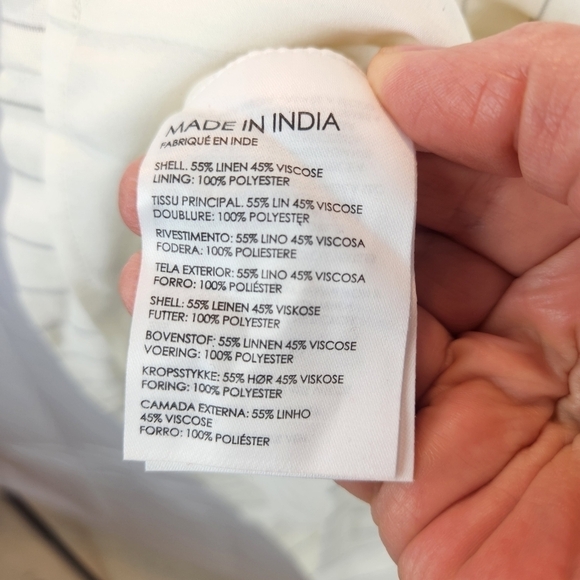 MADE IN INDIA
FABRIQUÉ EN INDE
SHELL. 55% LINEN 45% VISCOSE
LINING: 100% POLYESTER
TISSU PRINCIPAL. 55% LIN 45% VISCOSE
DOUBLURE: 100% POLYESTER
RIVESTIMENTO: 55% LINO 45% VISCOSA
FODERA: 100% POLIESTERE
TELA EXTERIOR: 55% LINO 45% VISCOSA
FORRO: 100% POLIÉSTER
SHELL: 55% LEINEN 45% VISKOSE
FUTTER: 100% POLYESTER
BOVENSTOF: 55% LINNEN 45% VISCOSE
VOERING: 100% POLYESTER
KROPSSTYKKE: 55% HØR 45% VISKOSE
FORING: 100% POLYESTER
CAMADA EXTERNA: 55% LINHO
45% VISCOSE
FORRO: 100% POLIÉSTER